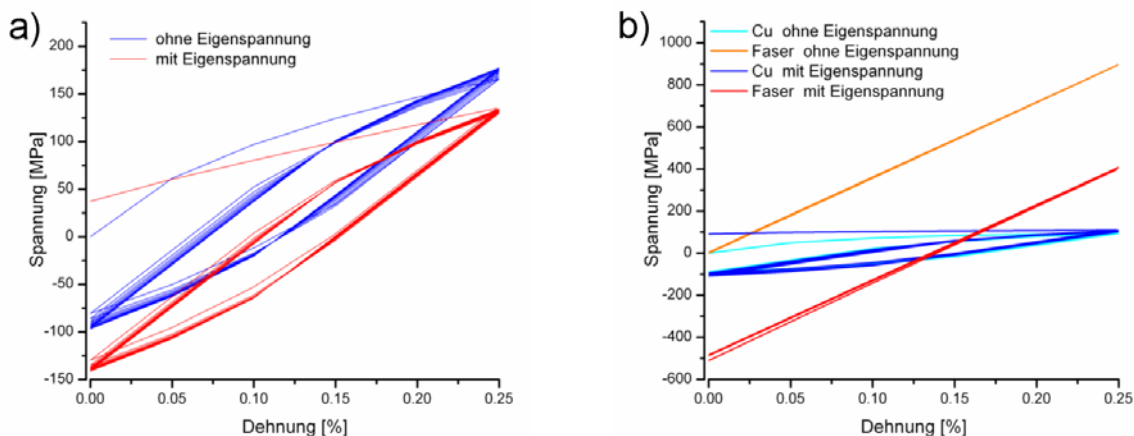 a)
ohne Eigenspannung
mit Eigenspannung
Spannung [MPa]
200
150
100
50
0
-50
-100
-150
0.00 0.05 0.10 0.15 0.20 0.25
Dehnung [%]
b)
Cu ohne Eigenspannung
Faser ohne Eigenspannung
Cu mit Eigenspannung
Faser mit Eigenspannung
Spannung [MPa]
1000
800
600
400
200
0
-200
-400
-600
0.00 0.05 0.10 0.15 0.20 0.25
Dehnung [%]